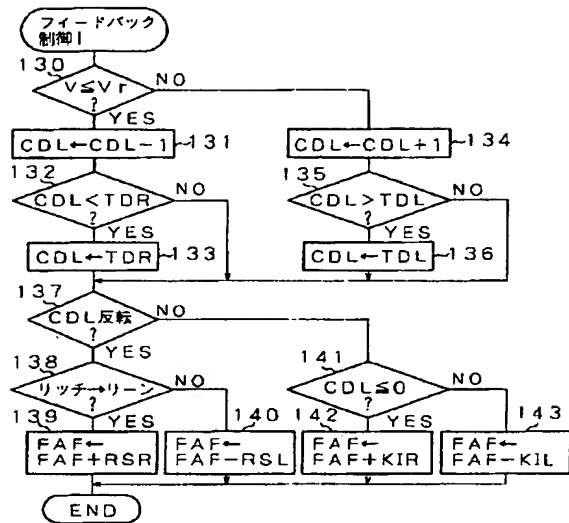 フィードバック
制御I
130
V≦Vr
?
NO
YES
CDL←CDL-1
131
CDL←CDL+1
134
132
CDL<TDR
?
NO
YES
135
CDL>TDL
?
NO
YES
CDL←TDR
133
CDL←TDL
136
137
CDL反転
?
NO
YES
138
リッチ→リーン
?
NO
YES
141
CDL≦0
?
NO
YES
139
FAF←
FAF+RSR
140
FAF←
FAF-RSL
142
FAF←
FAF+KIR
143
FAF←
FAF-KIL
END